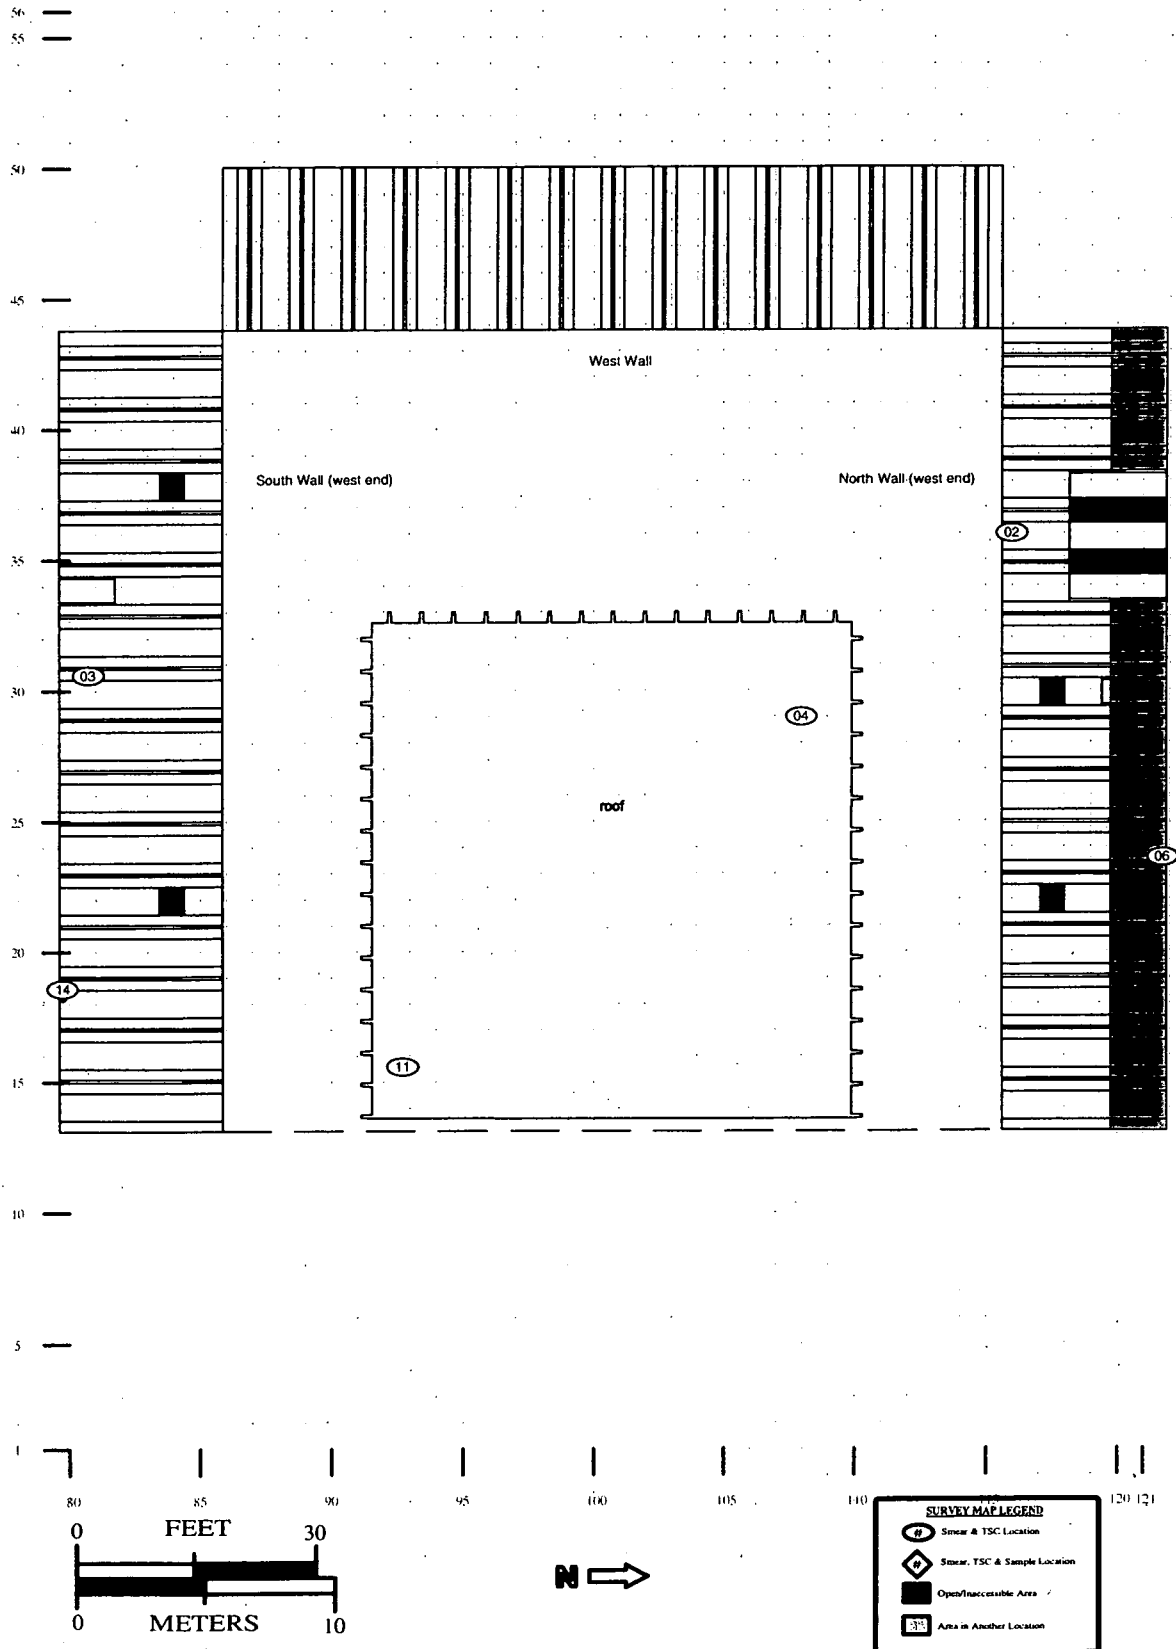 56
55
50
45
West Wall
40
South Wall (west end)
North Wall (west end)
02
35
03
30
04
roof
25
06
20
14
15
11
10
5
1
80 85 90 95 100 105 110 115 120 121
0 FEET 30
0 METERS 10
N
SURVEY MAP LEGEND
# Smear & TSC Location
# Smear, TSC & Sample Location
Open/Inaccessible Area
Area in Another Location